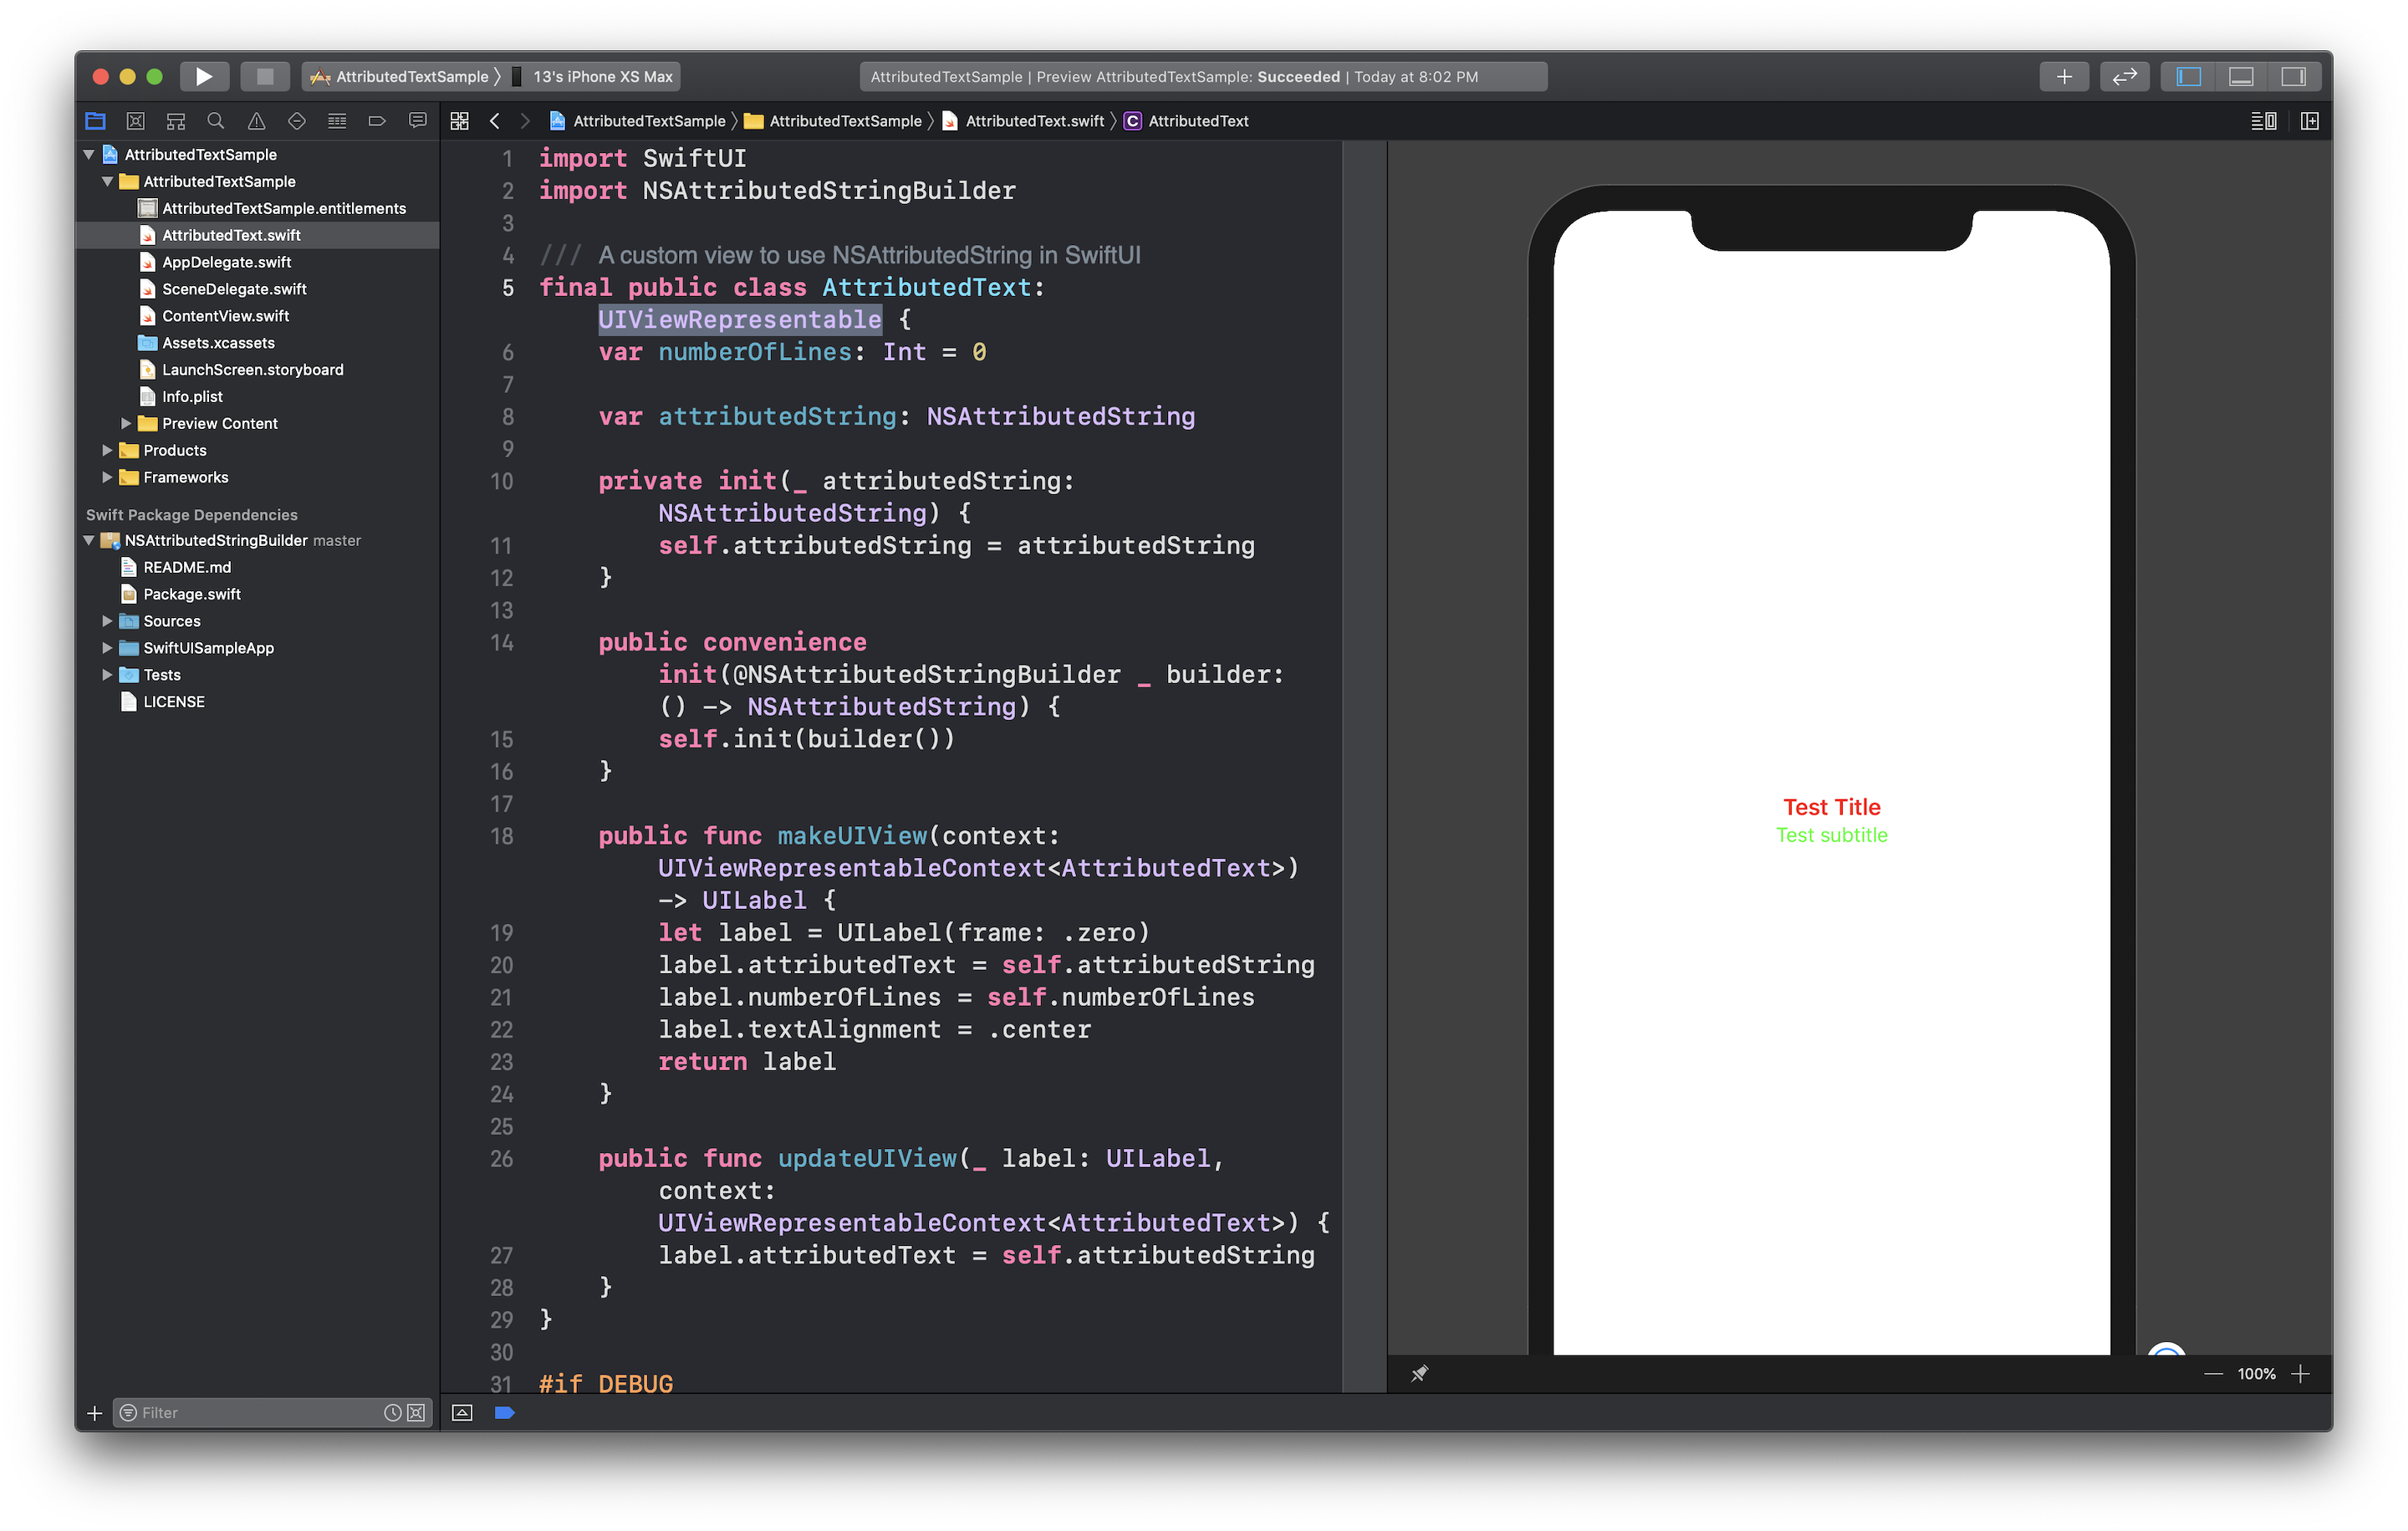 AttributedTextSample 〉 13's iPhone XS Max
AttributedTextSample | Preview AttributedTextSample: Succeeded | Today at 8:02 PM
AttributedTextSample 〉 AttributedTextSample 〉 AttributedText.swift 〉 C AttributedText
AttributedTextSample
AttributedTextSample
AttributedTextSample.entitlements
AttributedText.swift
AppDelegate.swift
SceneDelegate.swift
ContentView.swift
Assets.xcassets
LaunchScreen.storyboard
Info.plist
Preview Content
Products
Frameworks
Swift Package Dependencies
NSAttributedStringBuilder master
README.md
Package.swift
Sources
SwiftUISampleApp
Tests
LICENSE
Filter
1 import SwiftUI
2 import NSAttributedStringBuilder
3
4 /// A custom view to use NSAttributedString in SwiftUI
5 final public class AttributedText:
UIViewRepresentable {
6 var numberOfLines: Int = 0
7
8 var attributedString: NSAttributedString
9
10 private init(_ attributedString:
NSAttributedString) {
11 self.attributedString = attributedString
12 }
13
14 public convenience
init(@NSAttributedStringBuilder _ builder:
() -> NSAttributedString) {
15 self.init(builder())
16 }
17
18 public func makeUIView(context:
UIViewRepresentableContext<AttributedText>)
-> UILabel {
19 let label = UILabel(frame: .zero)
20 label.attributedText = self.attributedString
21 label.numberOfLines = self.numberOfLines
22 label.textAlignment = .center
23 return label
24 }
25
26 public func updateUIView(_ label: UILabel,
context:
UIViewRepresentableContext<AttributedText>) {
27 label.attributedText = self.attributedString
28 }
29 }
30
31 #if DEBUG
Test Title
Test subtitle
100%